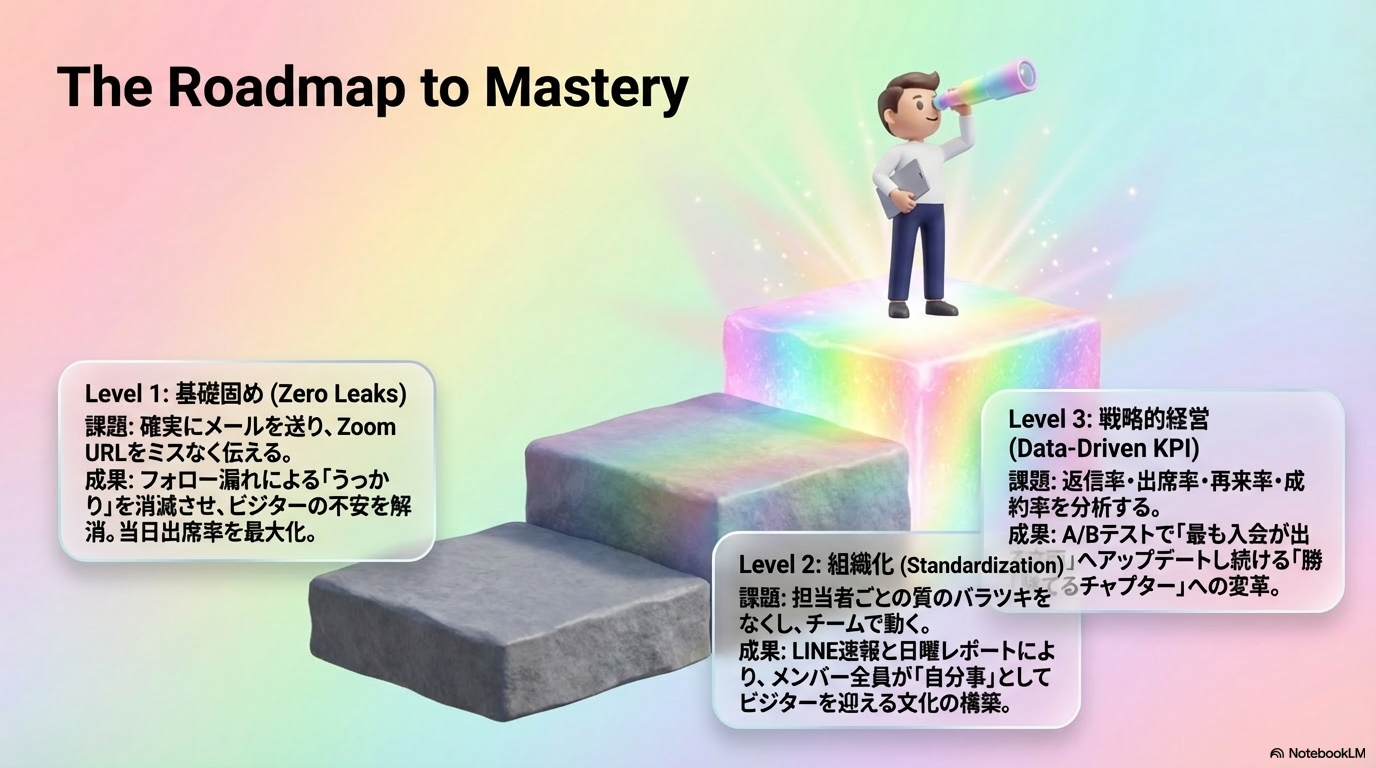 The Roadmap to Mastery
Level 1: 基礎固め (Zero Leaks)
課題: 確実にメールを送り、Zoom
URLをミスなく伝える。
成果: フォロー漏れによる「うっか
り」を消滅させ、ビジターの不安を解
消。当日出席率を最大化。
Level 2: 組織化 (Standardization)
課題: 担当者ごとの質のバラツキを
なくし、チームで動く。
成果: LINE速報と日曜レポートによ
り、メンバー全員が「自分事」として
ビジターを迎える文化の構築。
Level 3: 戦略的経営
(Data-Driven KPI)
課題: 返信率・出席率・再来率・成
約率を分析する。
成果: A/Bテストで「最も入会が出
」へアップデートし続ける「勝
てるチャプター」への変革。
NotebookLM